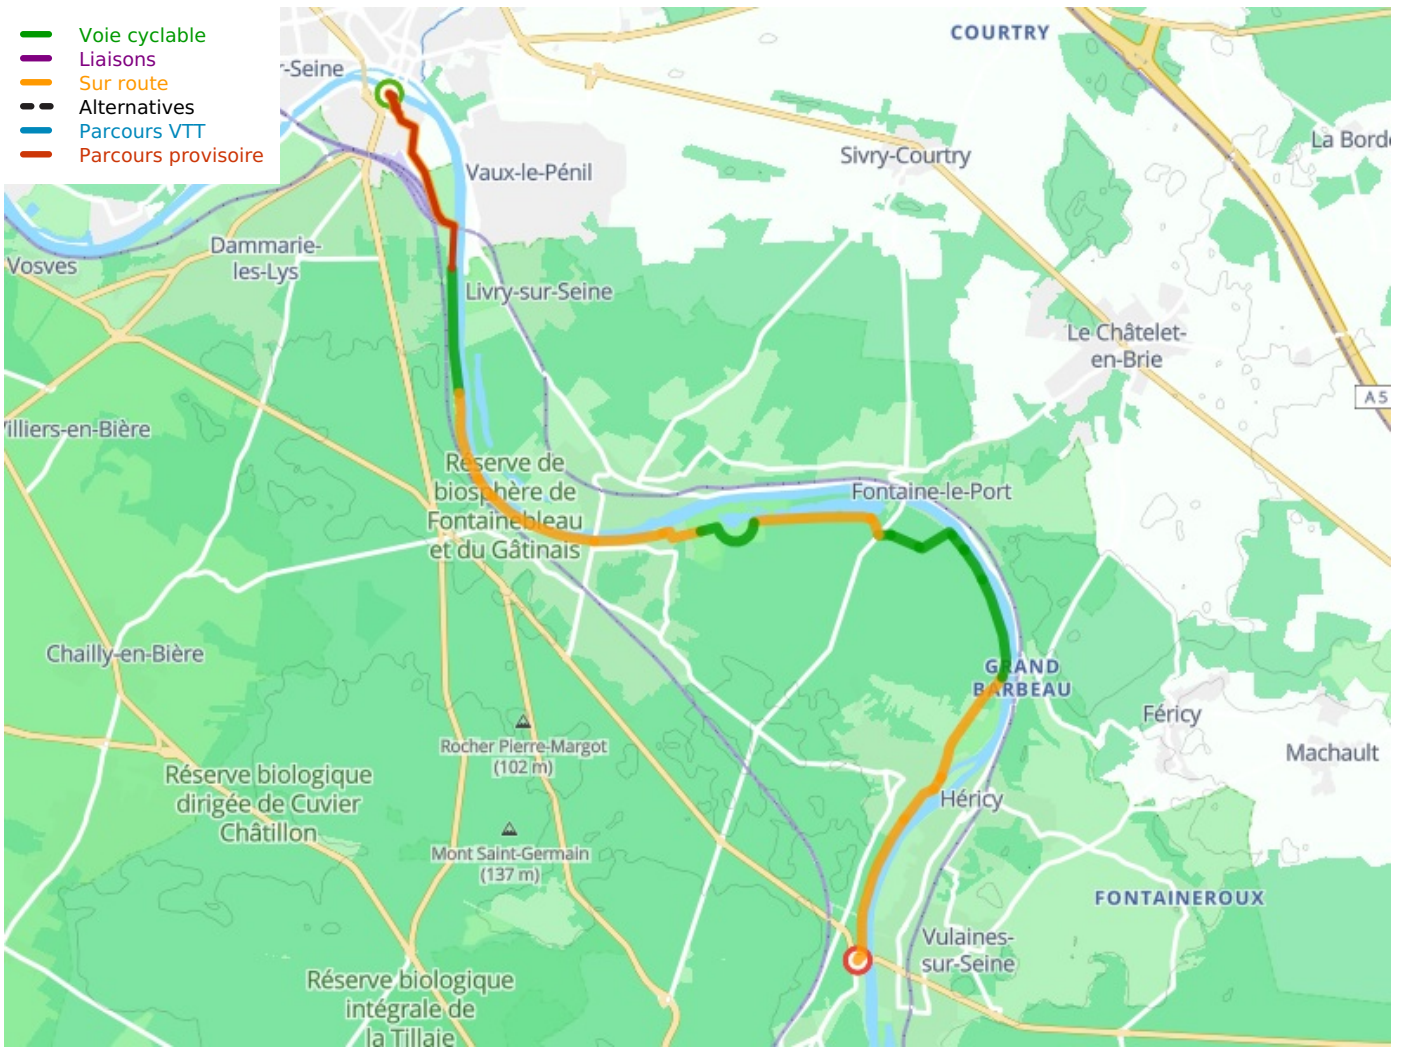 Voie cyclable
Liaisons
Sur route
Alternatives
Parcours VTT
Parcours provisoire
r-Seine
COURTRY
La Borde
Sivry-Courtry
Vaux-le-Pénil
Dammarie-
les-Lys
Vosves
Livry-sur-Seine
Le Châtelet-
en-Brie
A 5
illiers-en-Bière
Réserve de
biosphère de
Fontainebleau
et du Gâtinais
Fontaine-le-Port
Chailly-en-Bière
GRAND
BARBEAU
Féricy
Machault
Rocher Pierre-Margot
(102 m)
Réserve biologique
dirigée de Cuvier
Châtillon
Héricy
Mont Saint-Germain
(137 m)
FONTAINEROUX
Vulaines-
sur-Seine
Réserve biologique
intégrale de
la Tillaie